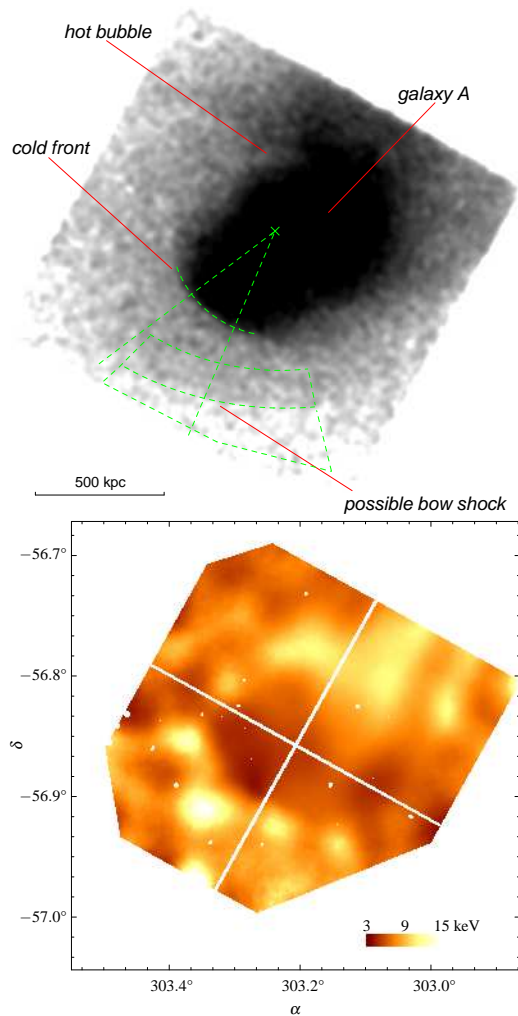 hot bubble
galaxy A
cold front
500 kpc
possible bow shock
−56.7°
−56.8°
δ
−56.9°
−57.0°
3 9 15 keV
303.4° 303.2° 303.0°
α